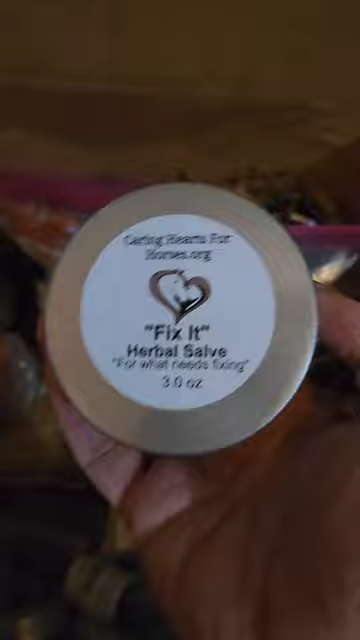 Caring Hearts For
Horses.org
"Fix It"
Herbal Salve
"For what needs fixing"
3.0 oz